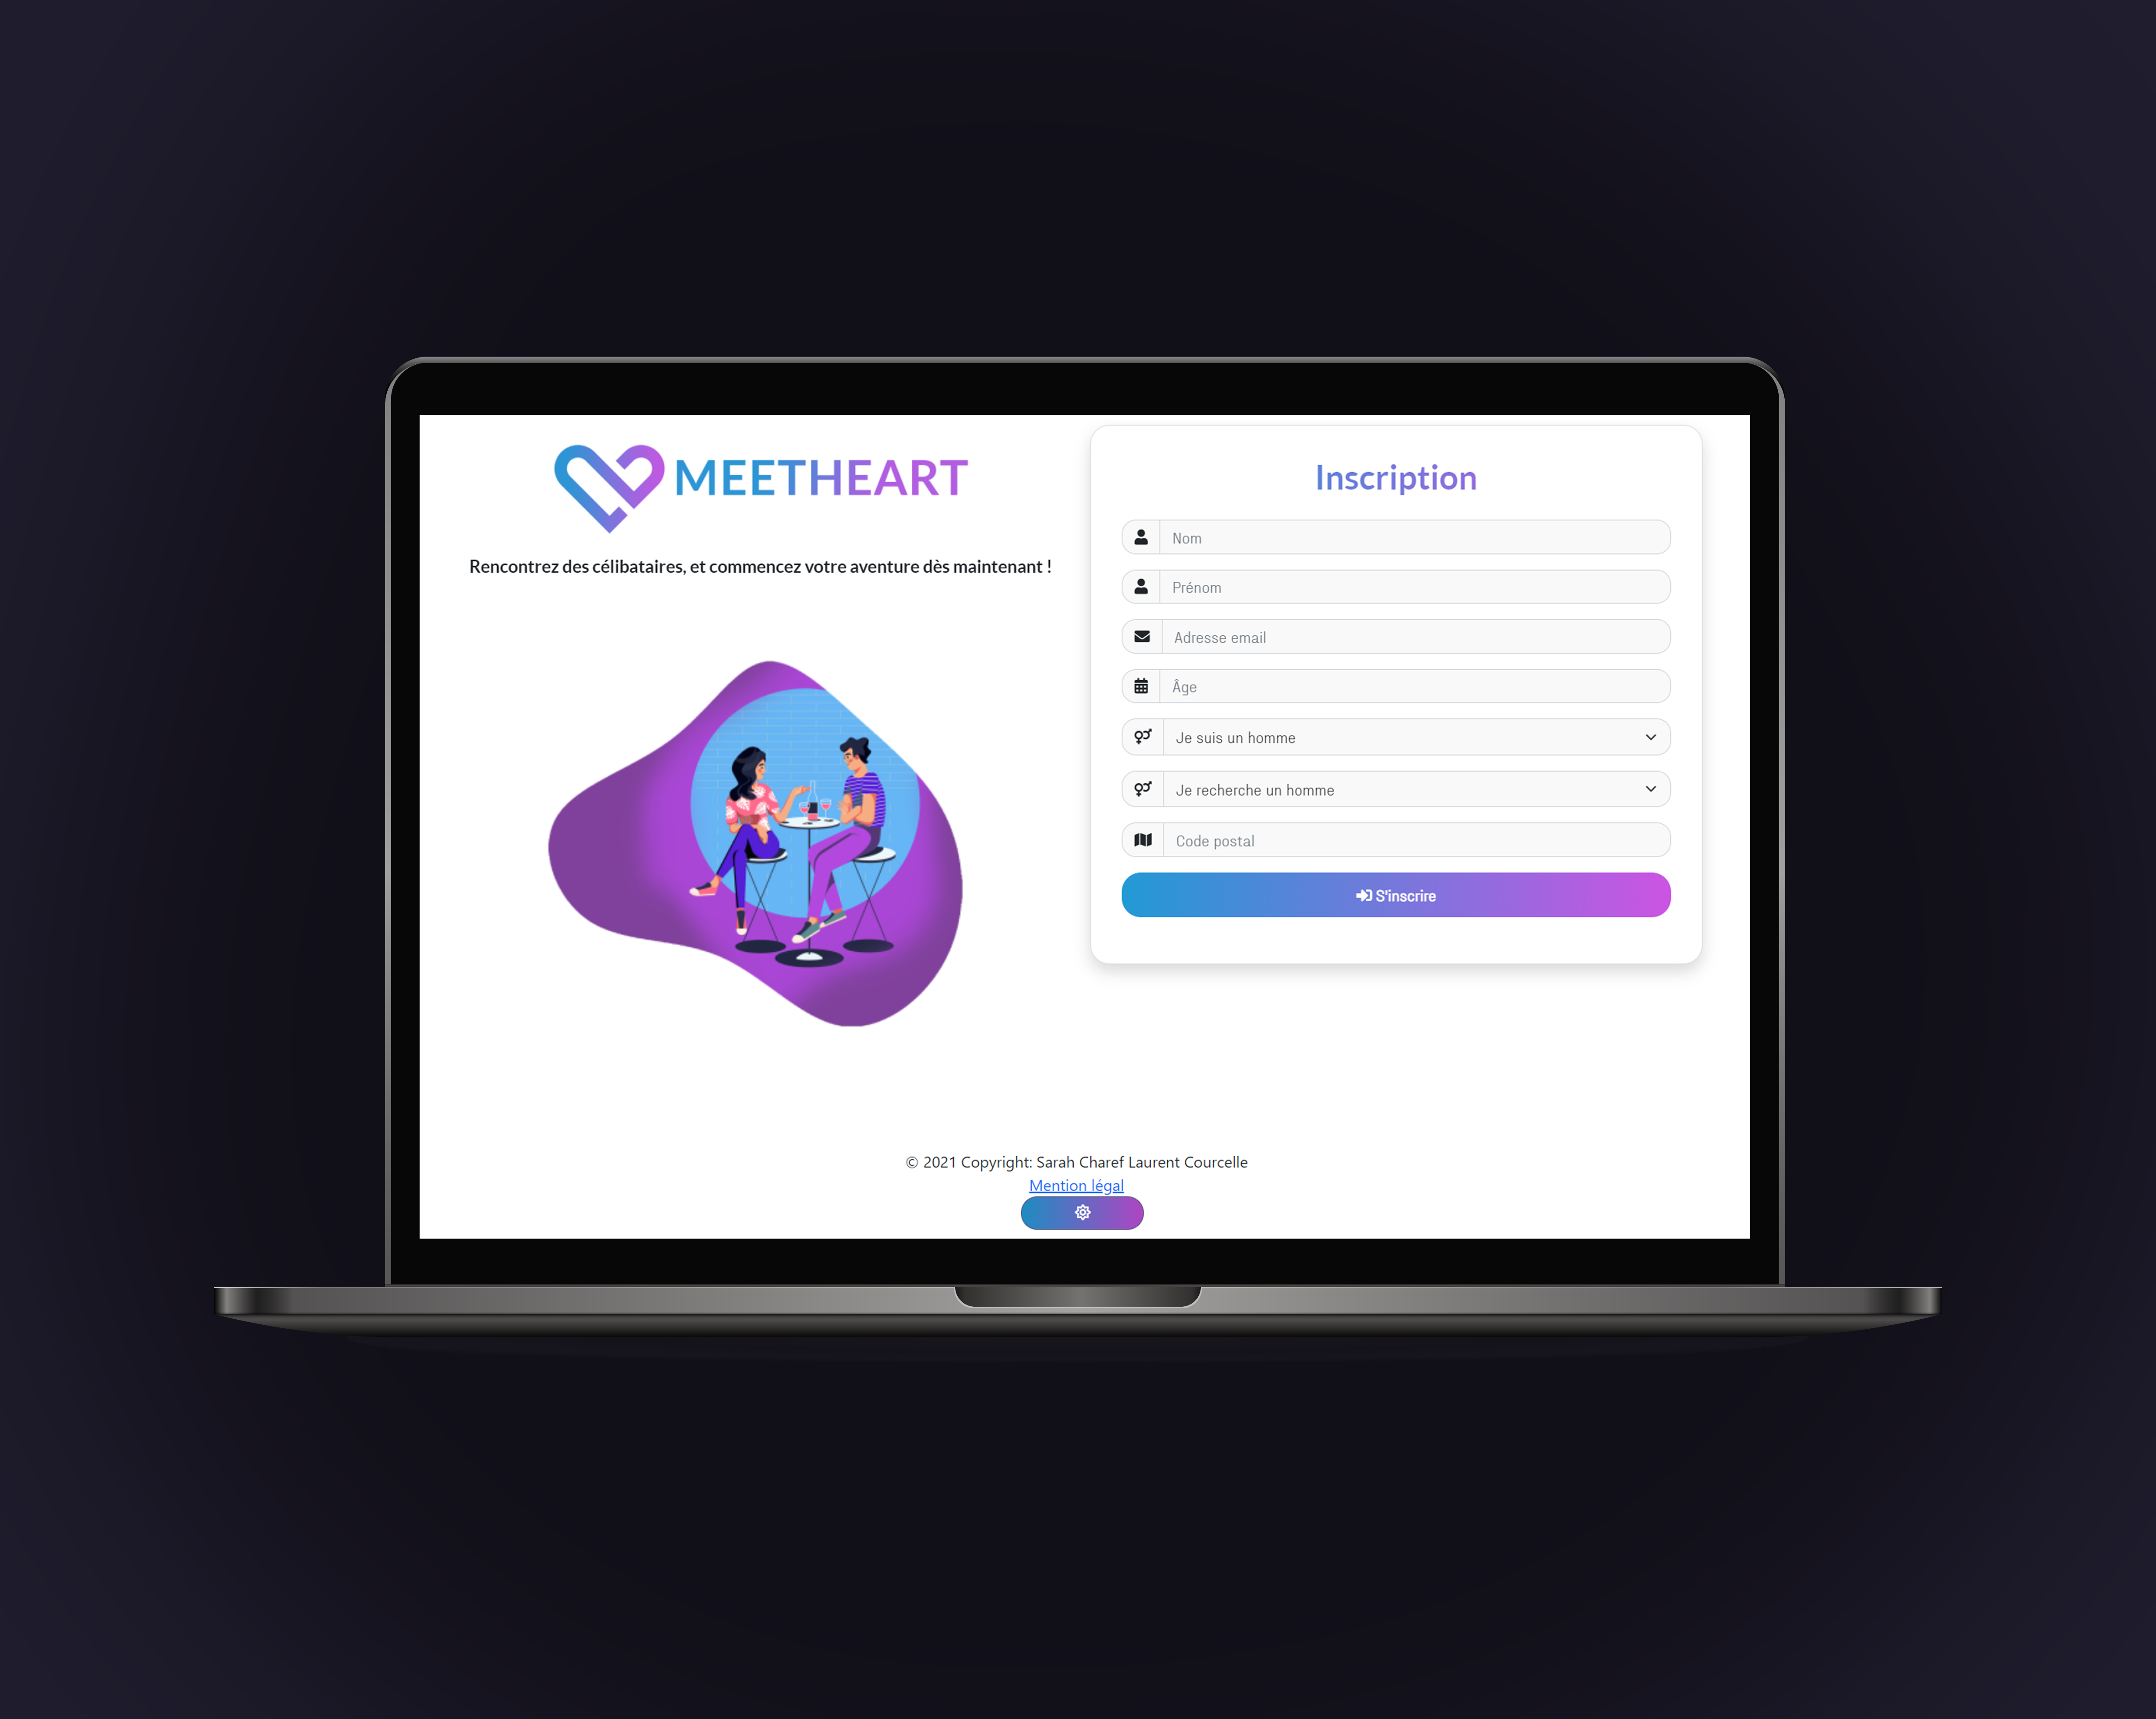 MEETHEART
Rencontrez des célibataires, et commencez votre aventure dès maintenant !
Inscription
Nom
Prénom
Adresse email
Âge
Je suis un homme
Je recherche un homme
Code postal
S'inscrire
© 2021 Copyright: Sarah Charef Laurent Courcelle
Mention légal